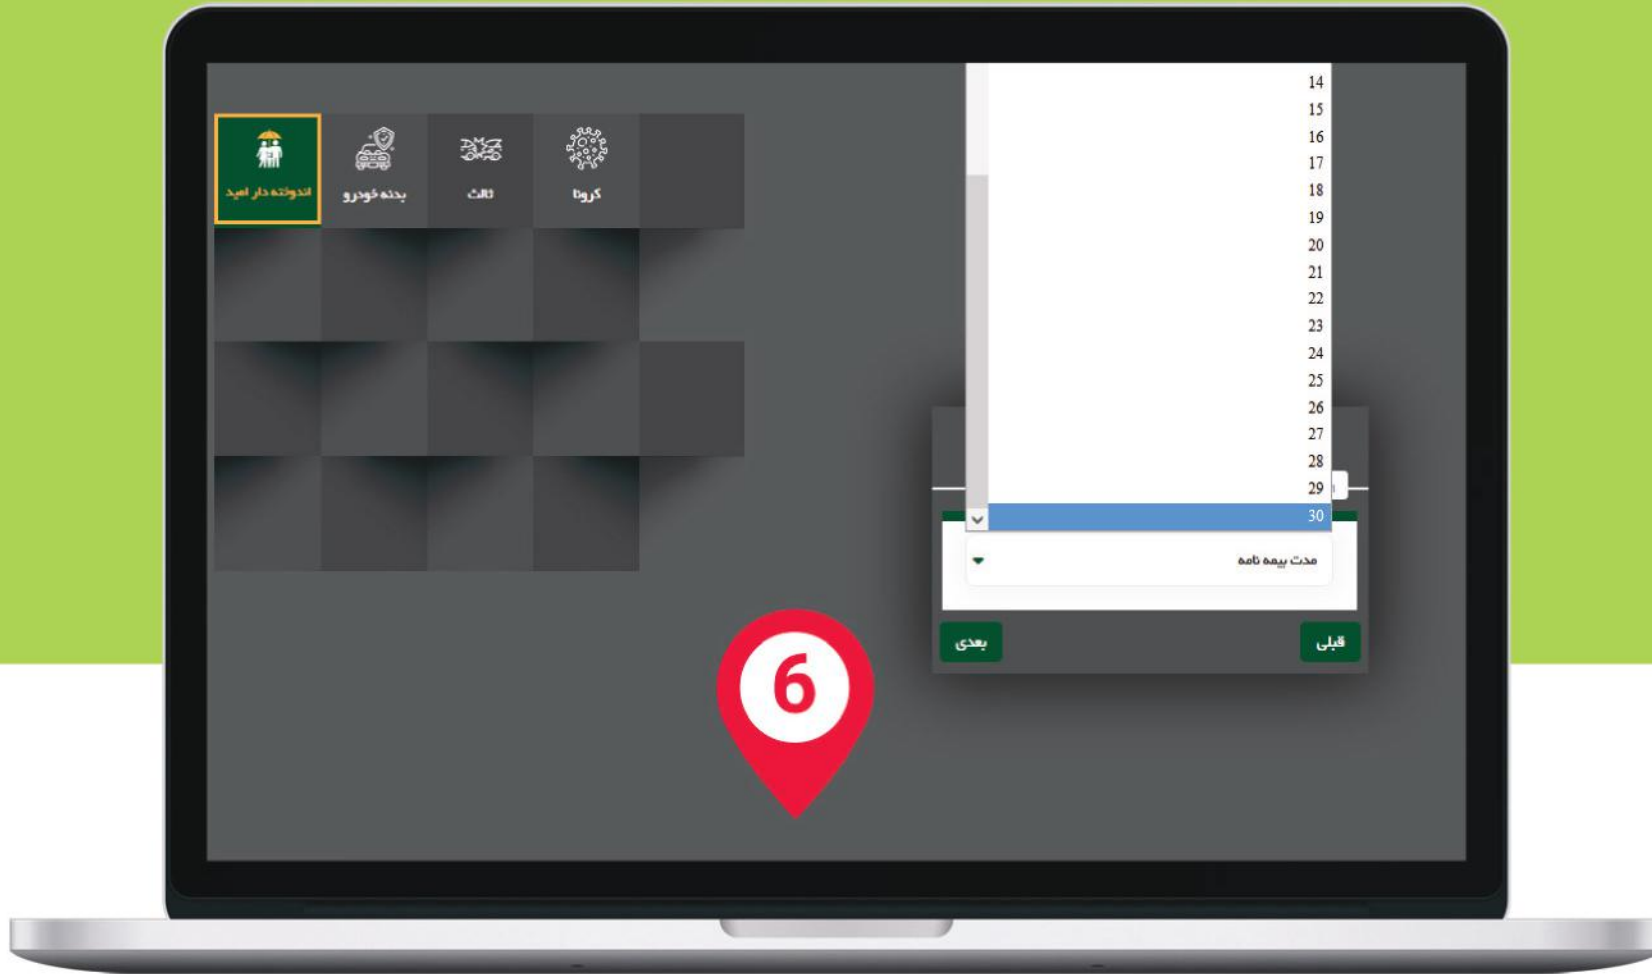 اندوخته دار امید
بدنه خودرو
ثالث
کرونا
14
15
16
17
18
19
20
21
22
23
24
25
26
27
28
29
30
مدت بیمه نامه
قبلی
بعدی
6